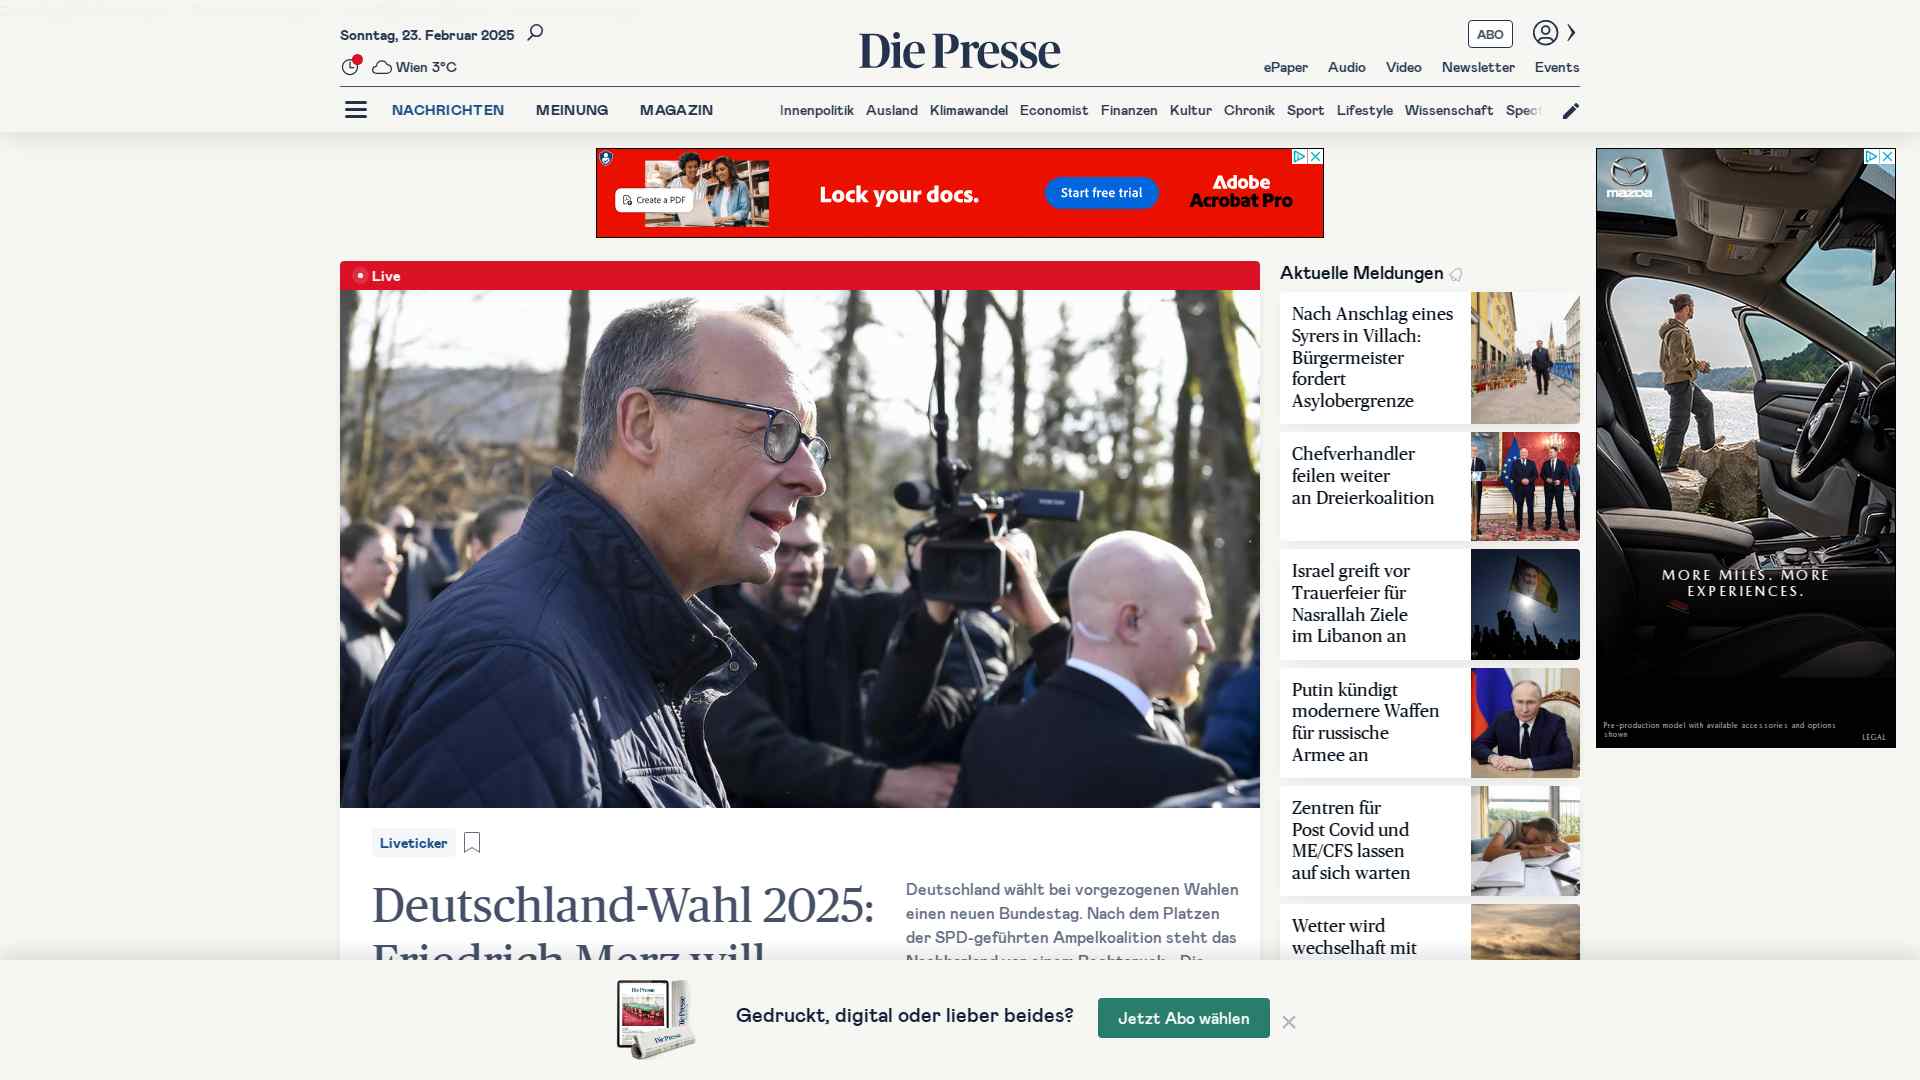 Sonntag, 23. Februar 2025
Wien 3°C
Die Presse
ABO
ePaper Audio Video Newsletter Events
NACHRICHTEN MEINUNG MAGAZIN
Innenpolitik Ausland Klimawandel Economist Finanzen Kultur Chronik Sport Lifestyle Wissenschaft Spect
Create a PDF
Lock your docs.
Start free trial
Adobe
Acrobat Pro
mazda
MORE MILES. MORE
EXPERIENCES.
Pre-production model with available accessories and options
shown
LEGAL
Live
Liveticker
Deutschland-Wahl 2025:
Friedrich Merz will
Deutschland wählt bei vorgezogenen Wahlen
einen neuen Bundestag. Nach dem Platzen
der SPD-geführten Ampelkoalition steht das
Nachbarland vor einem Rechtsruck. Die
Aktuelle Meldungen
Nach Anschlag eines
Syrers in Villach:
Bürgermeister
fordert
Asylobergrenze
Chefverhandler
feilen weiter
an Dreierkoalition
Israel greift vor
Trauerfeier für
Nasrallah Ziele
im Libanon an
Putin kündigt
modernere Waffen
für russische
Armee an
Zentren für
Post Covid und
ME/CFS lassen
auf sich warten
Wetter wird
wechselhaft mit
Die Presse
Gedruckt, digital oder lieber beides?
Jetzt Abo wählen